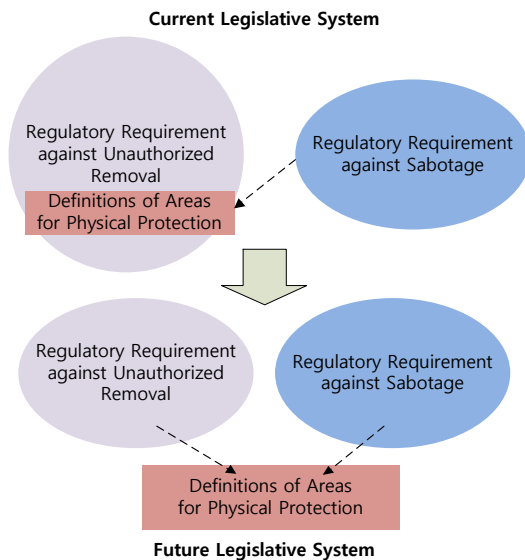 Current Legislative System
Regulatory Requirement
against Unauthorized
Removal
Definitions of Areas
for Physical Protection
Regulatory Requirement
against Sabotage
Regulatory Requirement
against Unauthorized
Removal
Regulatory Requirement
against Sabotage
Definitions of Areas
for Physical Protection
Future Legislative System